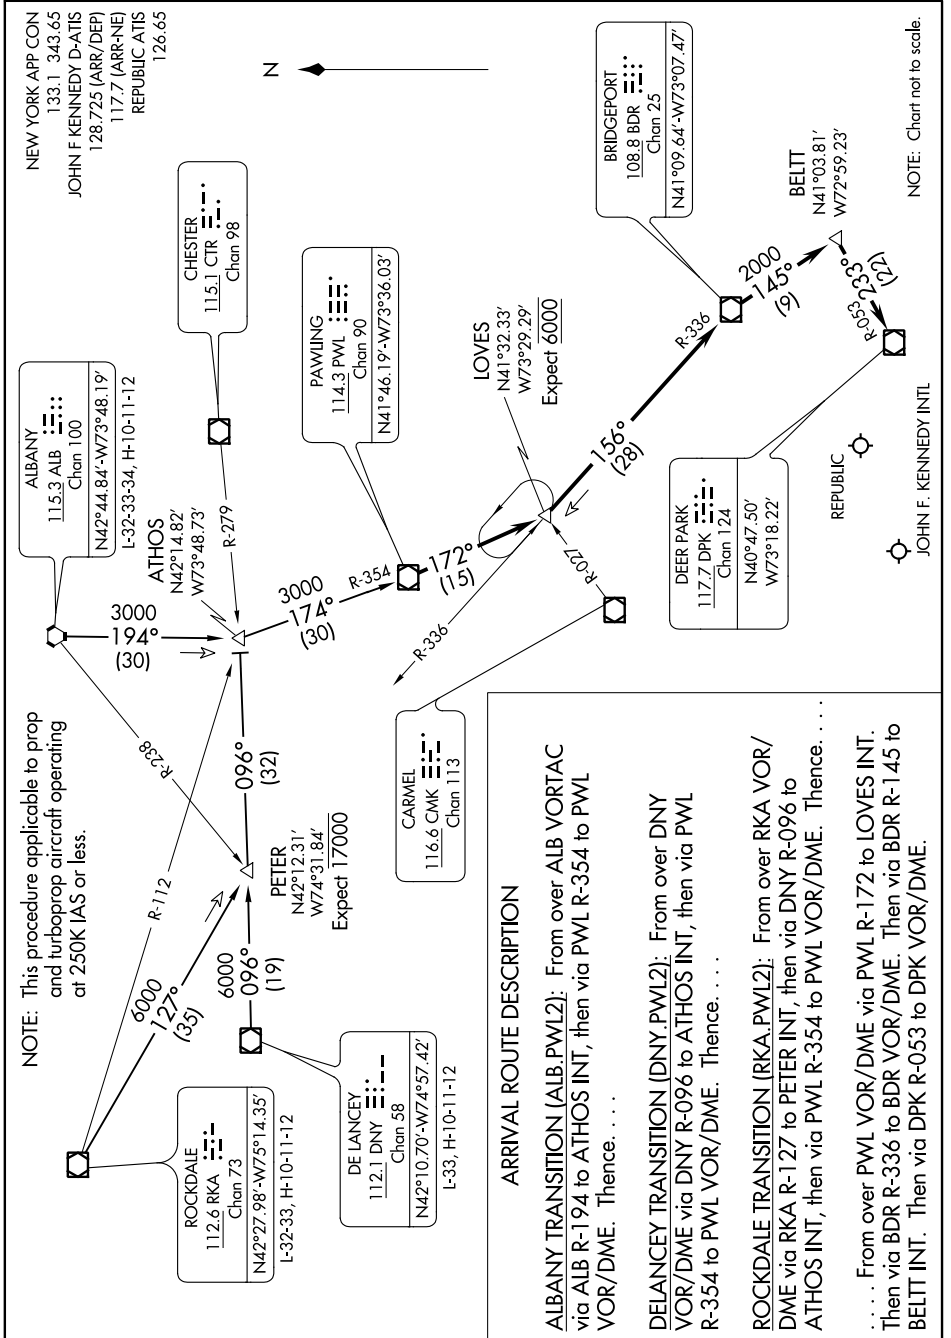 NEW YORK APP CON
133.1 343.65
JOHN F KENNEDY D-ATIS
128.725 (ARR/DEP)
117.7 (ARR-NE)
REPUBLIC ATIS
126.65
NOTE: This procedure applicable to prop
and turboprop aircraft operating
at 250K IAS or less.
N
ALBANY
115.3 ALB
Chan 100
N42°44.84'-W73°48.19'
L-32-33-34, H-10-11-12
CHESTER
115.1 CTR
Chan 98
R-279
ATHOS
N42°14.82'
W73°48.73'
3000
194°
(30)
R-238
R-112
ROCKDALE
112.6 RKA
Chan 73
N42°27.98'-W75°14.35'
L-32-33, H-10-11-12
6000
127°
(35)
6000
096°
(19)
096°
(32)
PETER
N42°12.31'
W74°31.84'
Expect 17000
DE LANCEY
112.1 DNY
Chan 58
N42°10.70'-W74°57.42'
L-33, H-10-11-12
3000
174°
(30)
R-354
PAWLING
114.3 PWL
Chan 90
N41°46.19'-W73°36.03'
172°
(15)
LOVES
N41°32.33'
W73°29.29'
Expect 6000
R-336
R-027
CARMEL
116.6 CMK
Chan 113
156°
(28)
R-336
BRIDGEPORT
108.8 BDR
Chan 25
N41°09.64'-W73°07.47'
2000
145°
(9)
BELTT
N41°03.81'
W72°59.23'
R-053
233°
(22)
DEER PARK
117.7 DPK
Chan 124
N40°47.50'
W73°18.22'
REPUBLIC
JOHN F. KENNEDY INTL
NOTE: Chart not to scale.
ARRIVAL ROUTE DESCRIPTION
ALBANY TRANSITION (ALB.PWL2): From over ALB VORTAC
via ALB R-194 to ATHOS INT, then via PWL R-354 to PWL
VOR/DME. Thence. . . .
DELANCEY TRANSITION (DNY.PWL2): From over DNY
VOR/DME via DNY R-096 to ATHOS INT, then via PWL
R-354 to PWL VOR/DME. Thence. . . .
ROCKDALE TRANSITION (RKA.PWL2): From over RKA VOR/
DME via RKA R-127 to PETER INT, then via DNY R-096 to
ATHOS INT, then via PWL R-354 to PWL VOR/DME. Thence. . . .
. . . . From over PWL VOR/DME via PWL R-172 to LOVES INT.
Then via BDR R-336 to BDR VOR/DME. Then via BDR R-145 to
BELTT INT. Then via DPK R-053 to DPK VOR/DME.